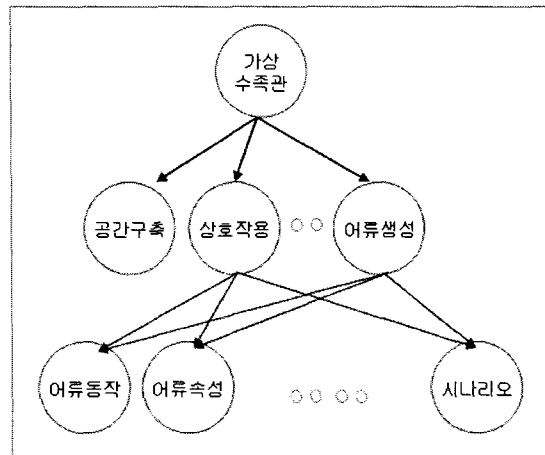 가상
수족관
공간구축
상호작용
어류생성
어류동작
어류속성
시나리오